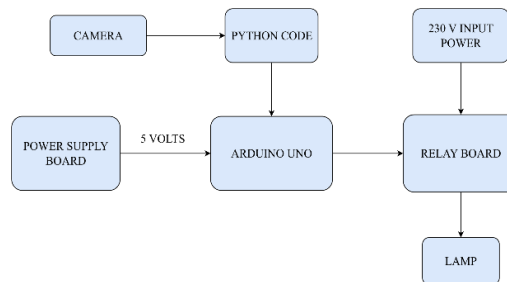 CAMERA
PYTHON CODE
230 V INPUT
POWER
POWER SUPPLY
BOARD
5 VOLTS
ARDUINO UNO
RELAY BOARD
LAMP